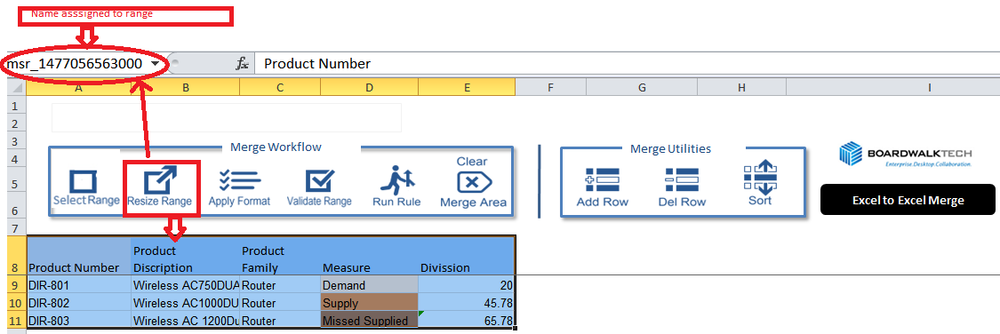 Name asssigned to range
msr_1477056563000 fx Product Number
A B C D E F G H I
1
2
3 Merge Workflow Merge Utilities
4 Clear BOARDWALKTECH
Enterprise.Desktop.Collaboration.
5 Select Range Resize Range Apply Format Validate Range Run Rule Merge Area Add Row Del Row Sort Excel to Excel Merge
6
7
8 Product Number Product Discription Product Family Measure Divission
9 DIR-801 Wireless AC750DUA Router Demand 20
10 DIR-802 Wireless AC1000DU Router Supply 45.78
11 DIR-803 Wireless AC 1200Du Router Missed Supplied 65.78